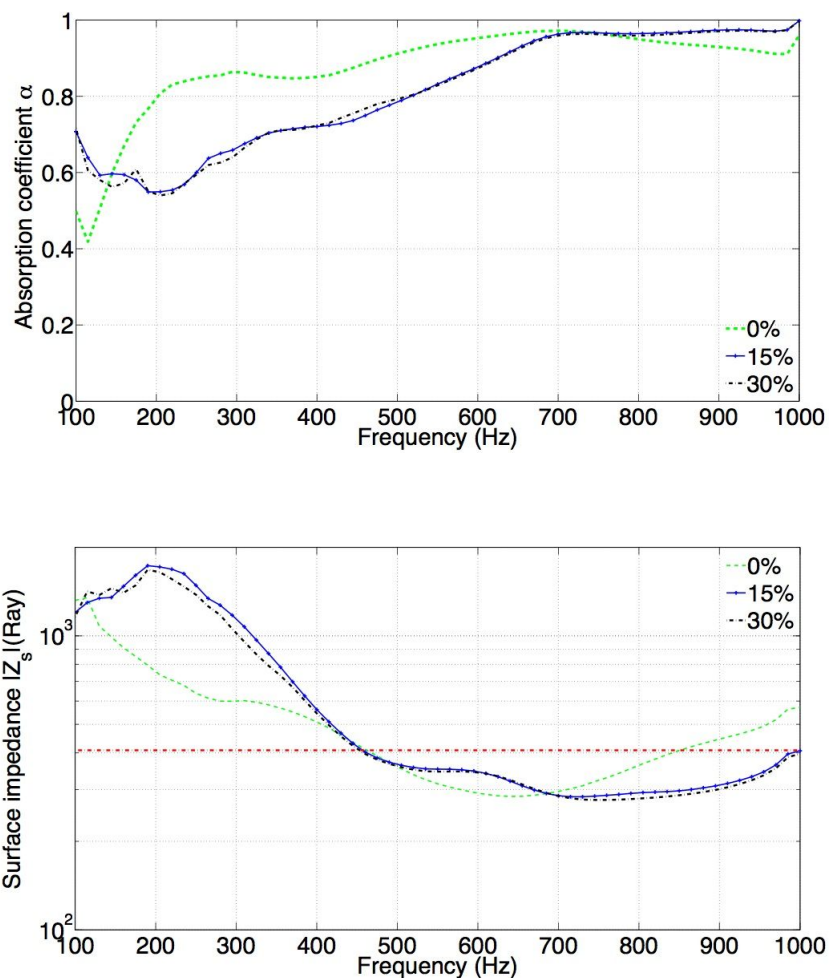 1
0.8
0.6
0.4
0.2
0
Absorption coefficient α
100 200 300 400 500 600 700 800 900 1000
Frequency (Hz)
0%
15%
30%
10³
10²
Surface impedance |Zₛ|(Ray)
100 200 300 400 500 600 700 800 900 1000
Frequency (Hz)
0%
15%
30%